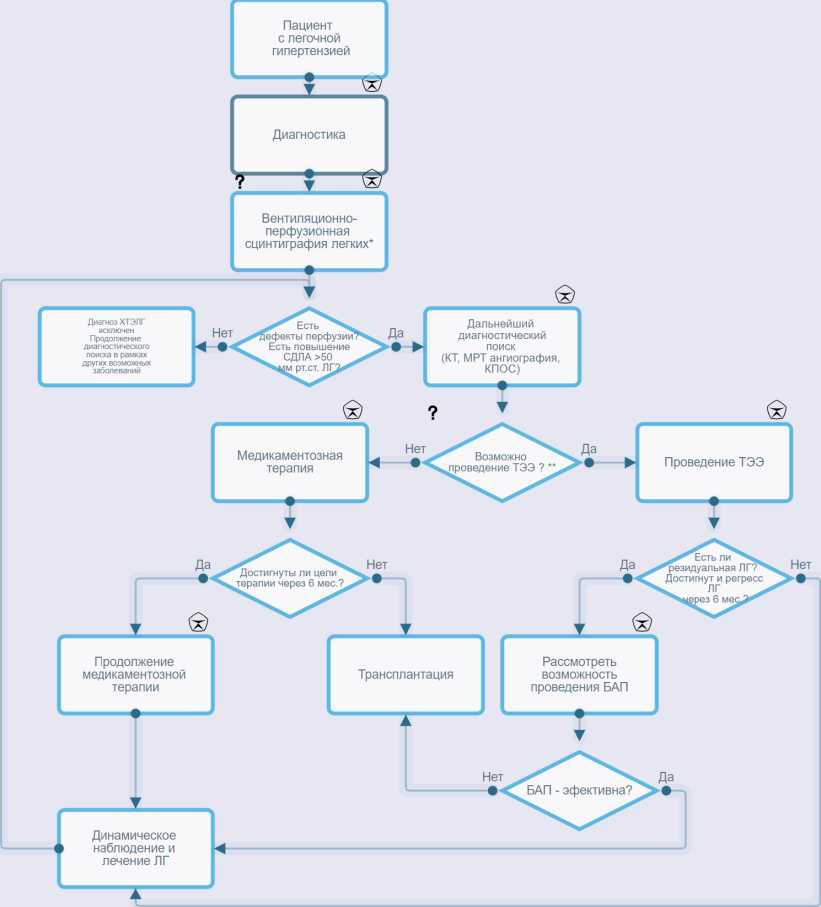 Пациент
с легочной
гипертензией
Диагностика
?
Вентиляционно-
перфузионная
сцинтиграфия легких*
Диагноз ХТЭЛГ
исключен
Продолжение
диагностического
поиска в рамках
других возможных
заболеваний
Нет
Есть
дефекты перфузии?
Есть повышение
СДЛА >50
мм рт.ст. ЛГ?
Да
Дальнейший
диагностический
поиск
(КТ, МРТ ангиография,
КПОС)
?
Медикаментозная
терапия
Нет
Возможно
проведение ТЭЭ ? **
Да
Проведение ТЭЭ
Да
Достигнуты ли цели
терапии через 6 мес.?
Нет
Да
Есть ли
резидуальная ЛГ?
Достигнут и регресс
ЛГ
через 6 мес.?
Нет
Продолжение
медикаментозной
терапии
Трансплантация
Рассмотреть
возможность
проведения БАП
Нет
БАП - эфективна?
Да
Динамическое
наблюдение и
лечение ЛГ